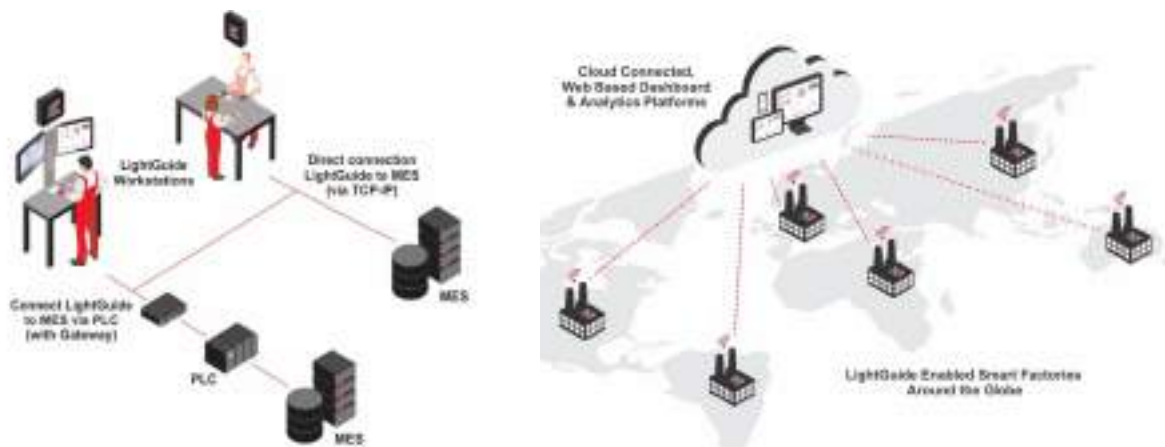 LightGuide
Workstations
Direct connection
LightGuide to MES
(via TCP-IP)
MES
Connect LightGuide
to MES via PLC
(with Gateway)
PLC
MES
Cloud Connected,
Web Based Dashboard
& Analytics Platforms
LightGuide Enabled Smart Factories
Around the Globe